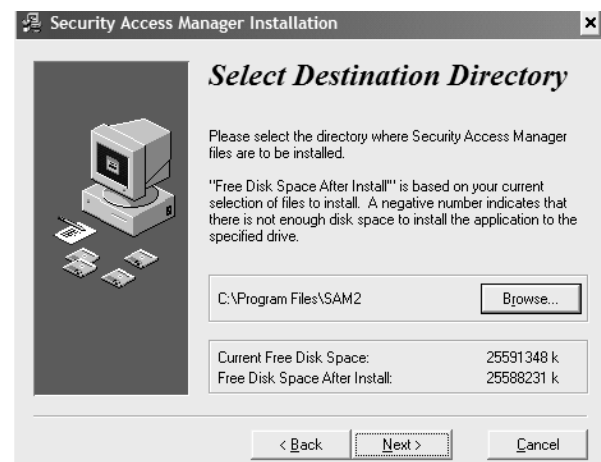 Security Access Manager Installation
Select Destination Directory
Please select the directory where Security Access Manager
files are to be installed.
"Free Disk Space After Install'" is based on your current
selection of files to install. A negative number indicates that
there is not enough disk space to install the application to the
specified drive.
C:\Program Files\SAM2
Browse...
Current Free Disk Space: 25591348 k
Free Disk Space After Install: 25588231 k
< Back
Next >
Cancel